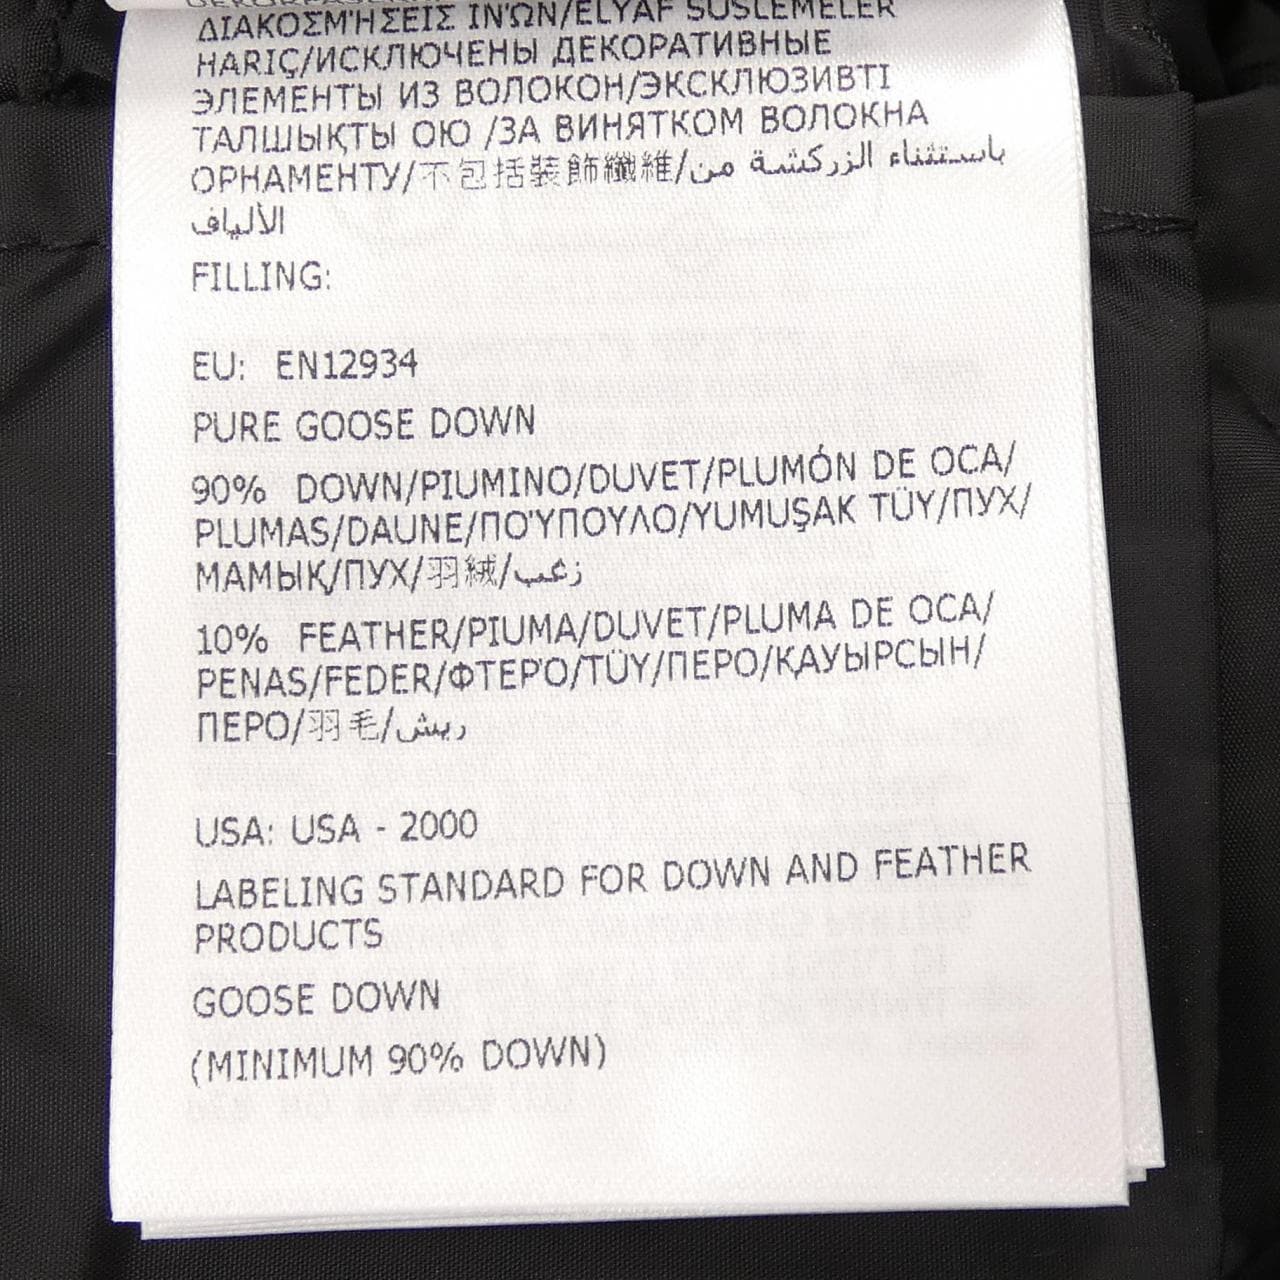 ΔΙΑΚΟΣΜΉΣΕΙΣ ΙΝΏΝ/ELYAF SÜSLEMELER
HARIÇ/ИСКЛЮЧЕНЫ ДЕКОРАТИВНЫЕ
ЭЛЕМЕНТЫ ИЗ ВОЛОКОН/ЭКСКЛЮЗИВТІ
ТАЛШЫҚТЫ ОЮ /ЗА ВИНЯТКОМ ВОЛОКНА
ОРНАМЕНТУ/不包括裝飾纖維/باستثناء الزركشة من
الألياف
FILLING:
EU: EN12934
PURE GOOSE DOWN
90% DOWN/PIUMINO/DUVET/PLUMÓN DE OCA/
PLUMAS/DAUNE/ΠΟΎΠΟΥΛΟ/YUMUŞAK TÜY/ПУХ/
МАМЫҚ/ПУХ/羽絨/زغب
10% FEATHER/PIUMA/DUVET/PLUMA DE OCA/
PENAS/FEDER/ΦΤΕΡΌ/TÜY/ПЕРО/ҚАУЫРСЫН/
ПЕРО/羽毛/ريش
USA: USA - 2000
LABELING STANDARD FOR DOWN AND FEATHER
PRODUCTS
GOOSE DOWN
(MINIMUM 90% DOWN)